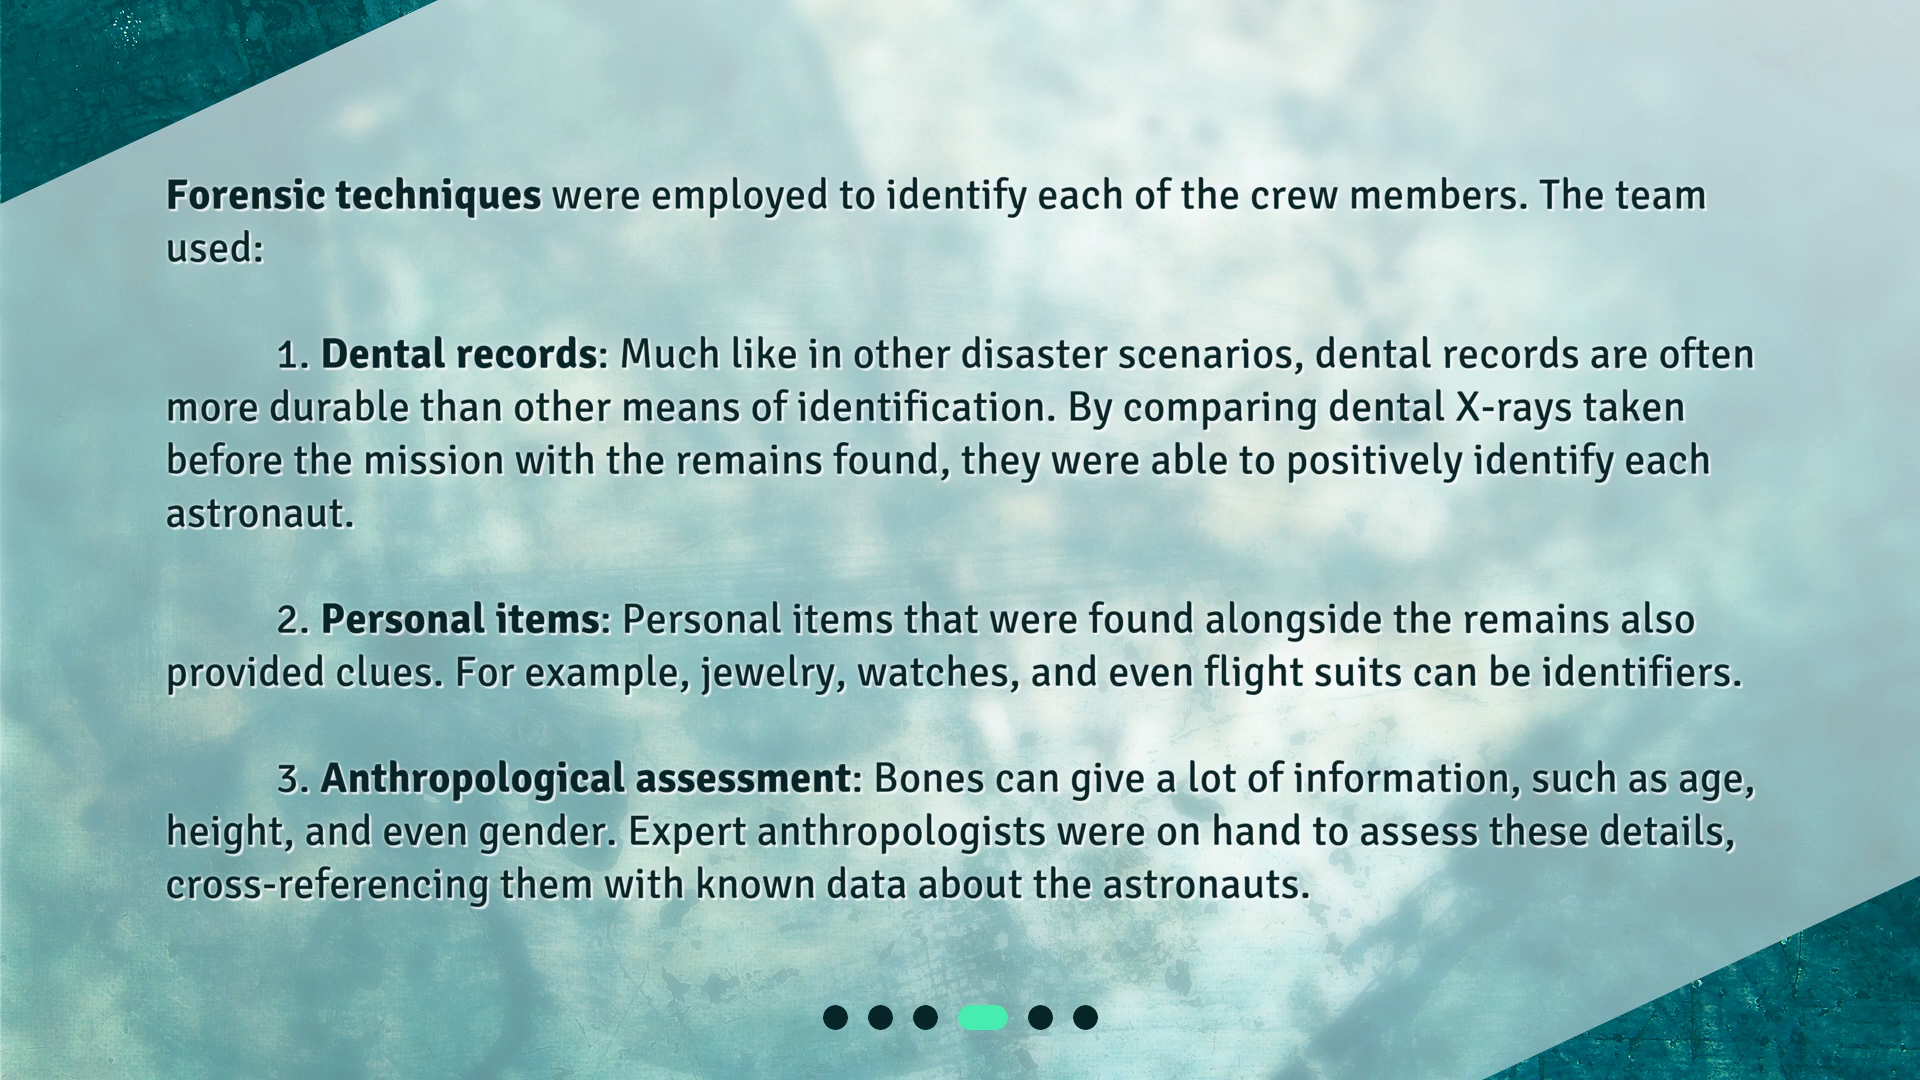 Forensic techniques were employed to identify each of the crew members. The team
used:
1. Dental records: Much like in other disaster scenarios, dental records are often
more durable than other means of identification. By comparing dental X-rays taken
before the mission with the remains found, they were able to positively identify each
astronaut.
2. Personal items: Personal items that were found alongside the remains also
provided clues. For example, jewelry, watches, and even flight suits can be identifiers.
3. Anthropological assessment: Bones can give a lot of information, such as age,
height, and even gender. Expert anthropologists were on hand to assess these details,
cross-referencing them with known data about the astronauts.